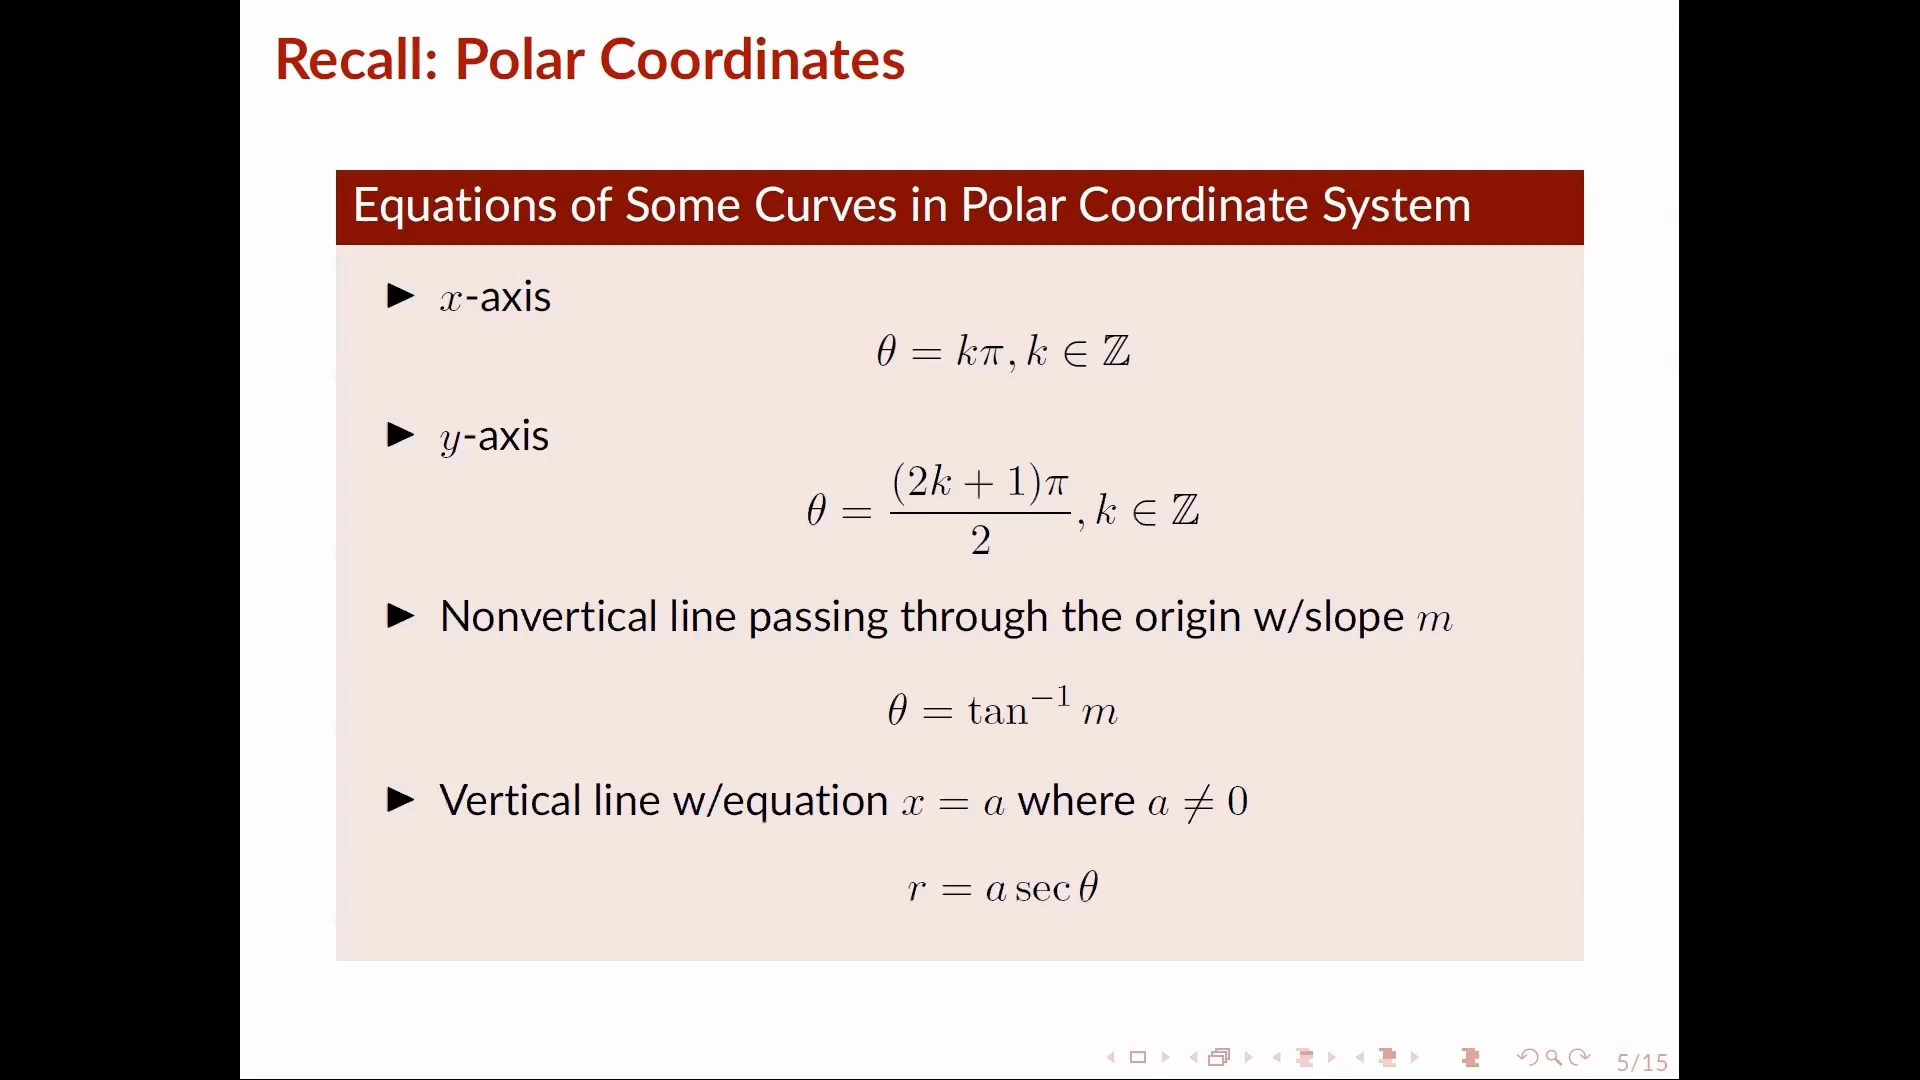 Recall: Polar Coordinates
Equations of Some Curves in Polar Coordinate System
▶ x-axis
θ = kπ, k ∈ ℤ
▶ y-axis
θ = (2k + 1)π / 2, k ∈ ℤ
▶ Nonvertical line passing through the origin w/slope m
θ = tan⁻¹ m
▶ Vertical line w/equation x = a where a ≠ 0
r = a sec θ
5/15